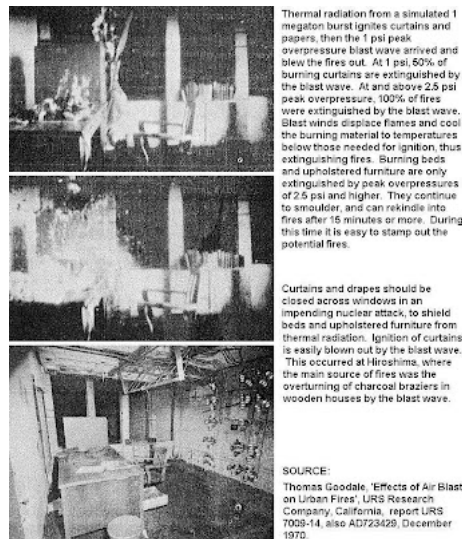 Thermal radiation from a simulated 1
megaton burst ignites curtains and
papers, then the 1 psi peak
overpressure blast wave arrived and
blew the fires out. At 1 psi, 50% of
burning curtains are extinguished by
the blast wave. At and above 2.5 psi
peak overpressure, 100% of fires
were extinguished by the blast wave.
Blast winds displace flames and cool
the burning material to temperatures
below those needed for ignition, thus
extinguishing fires. Burning beds
and upholstered furniture are only
extinguished by peak overpressures
of 2.5 psi and higher. They continue
to smoulder, and can rekindle into
fires after 15 minutes or more. During
this time it is easy to stamp out the
potential fires.
Curtains and drapes should be
closed across windows in an
impending nuclear attack, to shield
beds and upholstered furniture from
thermal radiation. Ignition of curtains
is easily blown out by the blast wave.
This occurred at Hiroshima, where
the main source of fires was the
overturning of charcoal braziers in
wooden houses by the blast wave.
SOURCE:
Thomas Goodale, 'Effects of Air Blast
on Urban Fires', URS Research
Company, California, report URS
7009-14, also AD723429, December
1970.